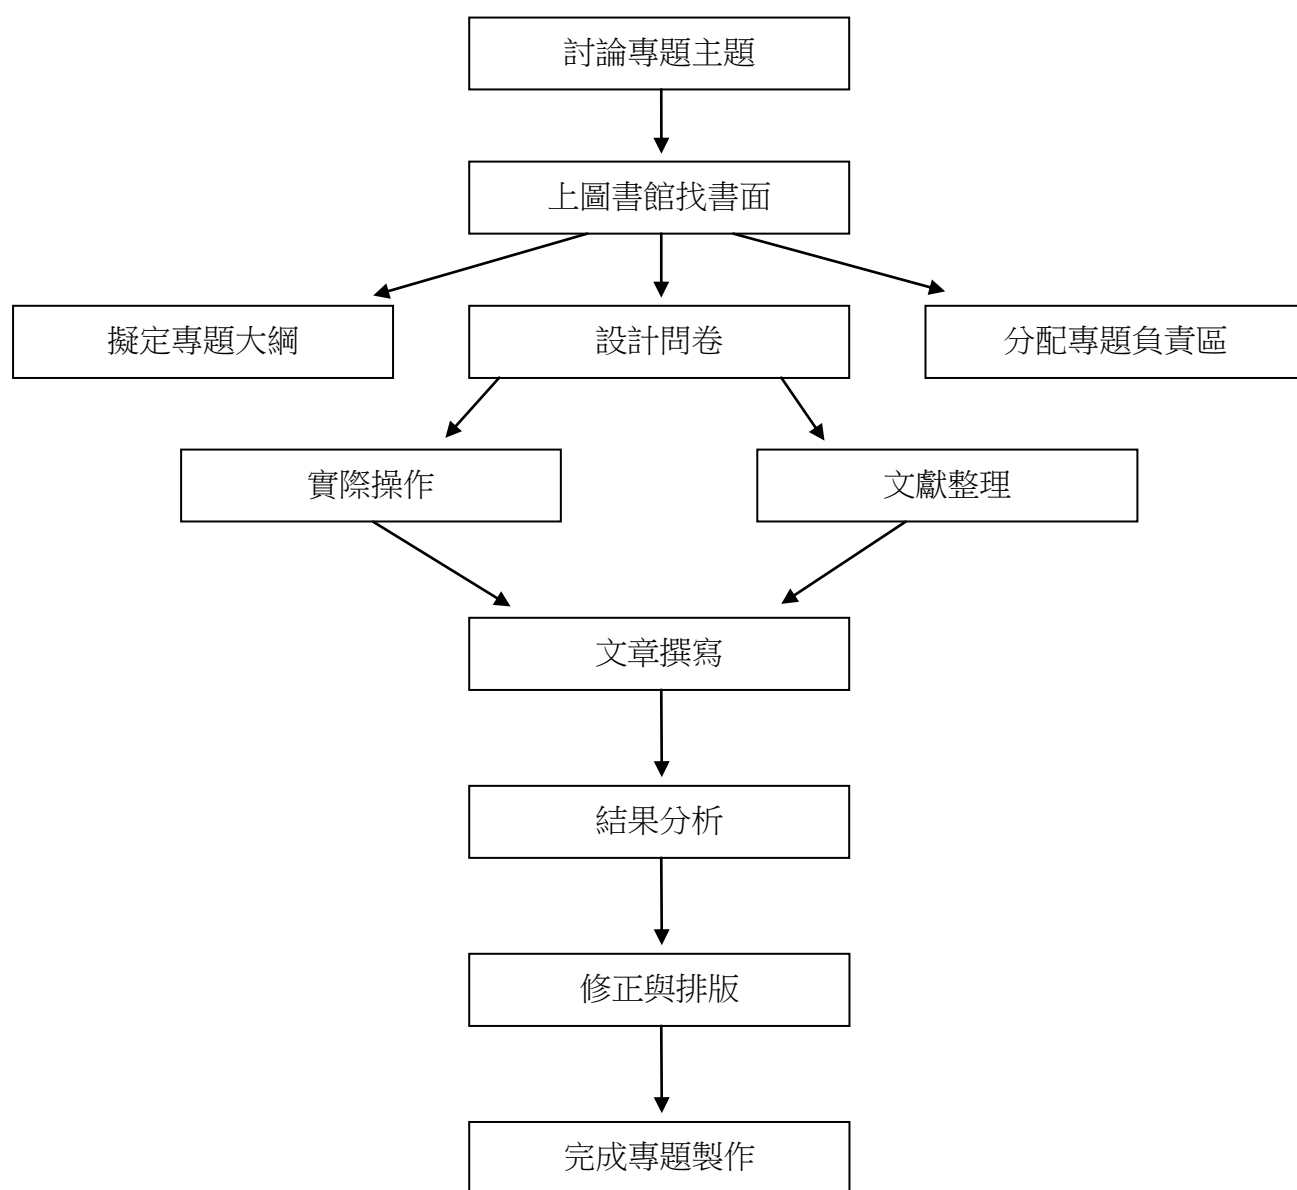 討論專題主題
上圖書館找書面
擬定專題大綱
設計問卷
分配專題負責區
實際操作
文獻整理
文章撰寫
結果分析
修正與排版
完成專題製作